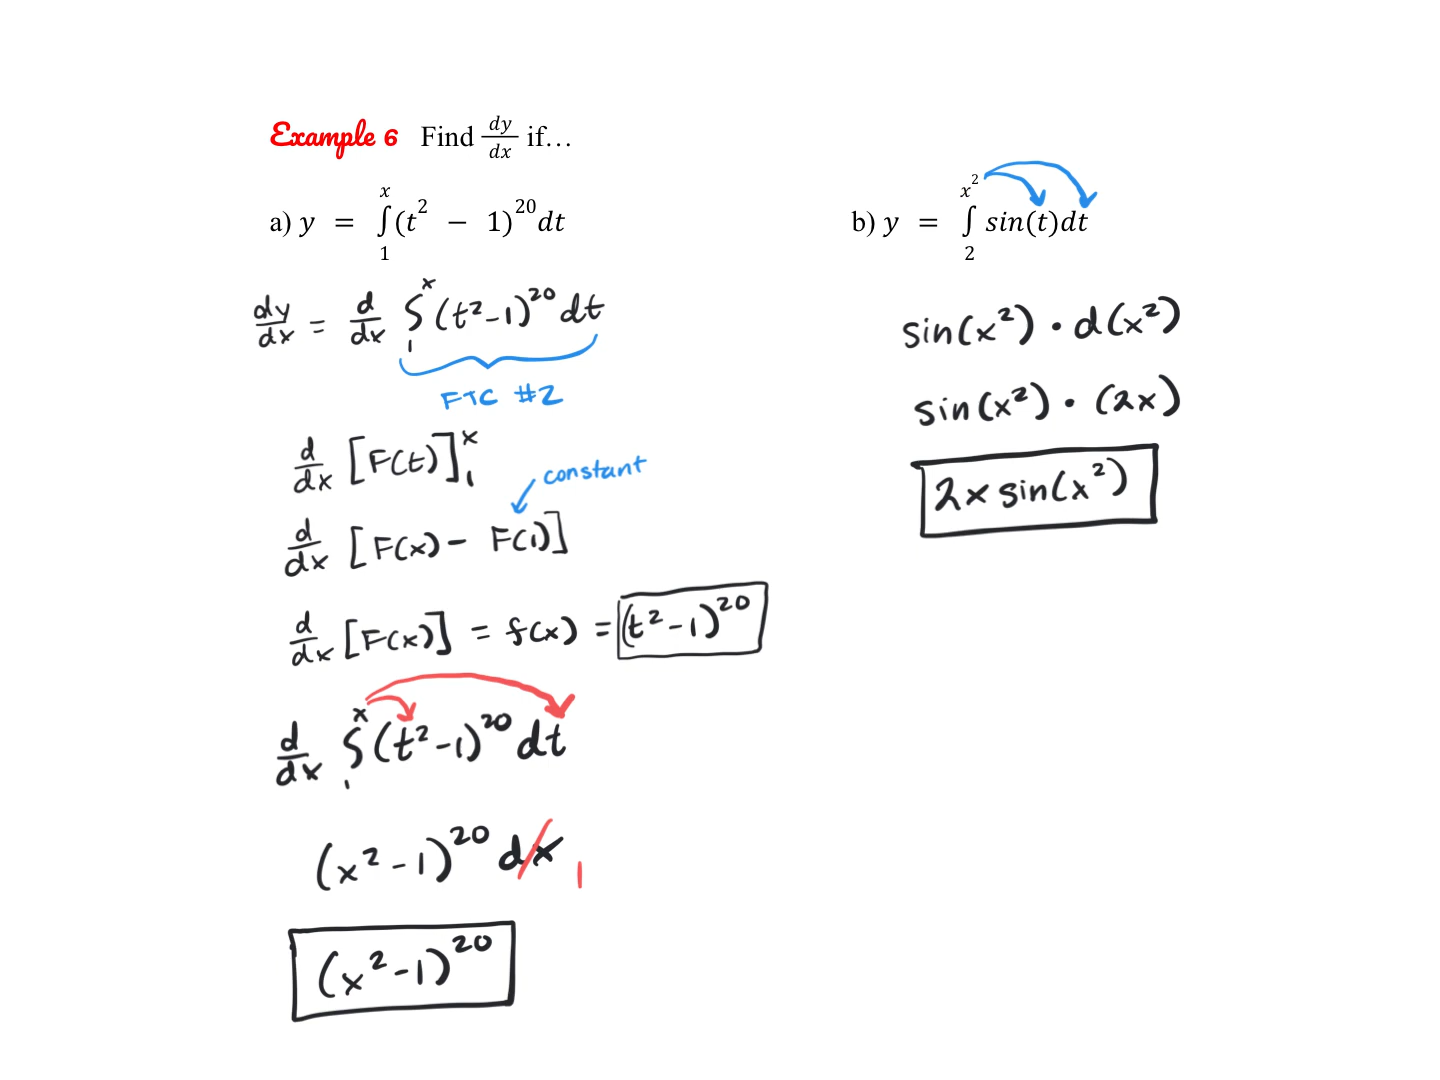 Example 6 Find dy/dx if…
a) y = ∫₁ˣ (t² − 1)²⁰ dt
dy/dx = d/dx ∫₁ˣ (t²-1)²⁰ dt
FTC #2
d/dx [F(t)]₁ˣ
constant
d/dx [F(x) - F(1)]
d/dx [F(x)] = f(x) = (t²-1)²⁰
d/dx ∫₁ˣ (t²-1)²⁰ dt
(x²-1)²⁰ dx 1
(x²-1)²⁰
b) y = ∫₂^(x²) sin(t)dt
sin(x²) · d(x²)
sin(x²) · (2x)
2x sin(x²)